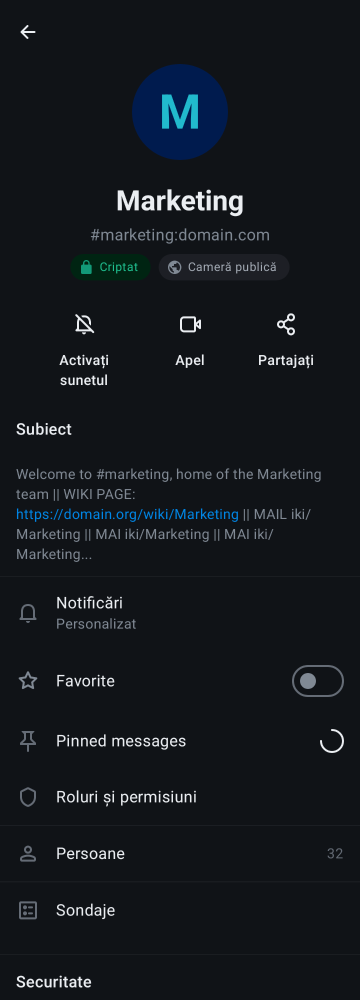 M
Marketing
#marketing:domain.com
Criptat
Cameră publică
Activați
sunetul
Apel
Partajați
Subiect
Welcome to #marketing, home of the Marketing
team || WIKI PAGE:
https://domain.org/wiki/Marketing || MAIL iki/
Marketing || MAI iki/Marketing || MAI iki/
Marketing...
Notificări
Personalizat
Favorite
Pinned messages
Roluri și permisiuni
Persoane
32
Sondaje
Securitate